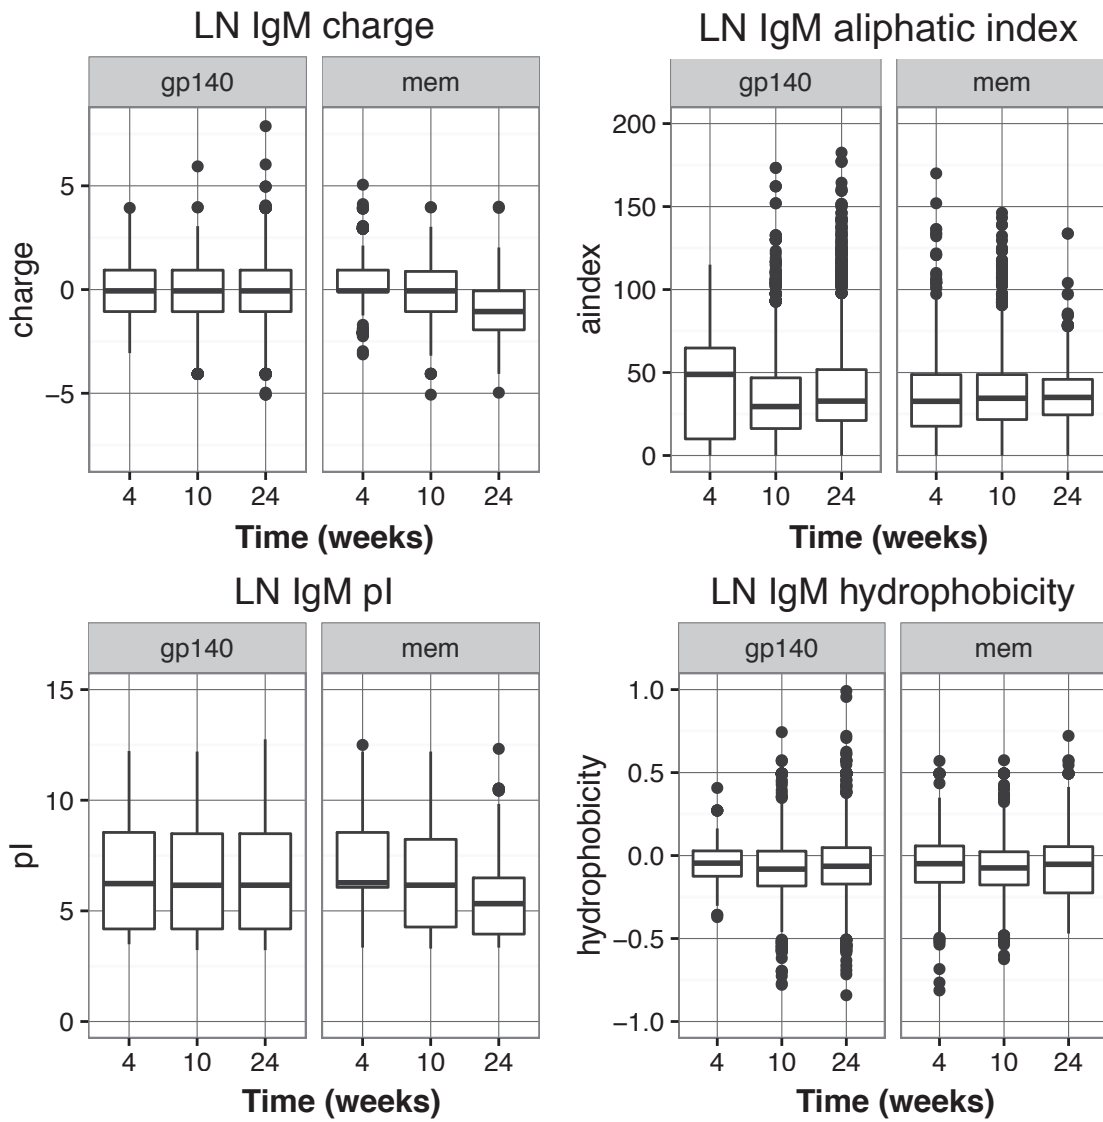 LN IgM charge
gp140 mem
5
0
−5
charge
4 10 24 4 10 24
Time (weeks)
LN IgM aliphatic index
gp140 mem
200
150
100
50
0
aindex
4 10 24 4 10 24
Time (weeks)
LN IgM pI
gp140 mem
15
10
5
0
pI
4 10 24 4 10 24
Time (weeks)
LN IgM hydrophobicity
gp140 mem
1.0
0.5
0.0
−0.5
−1.0
hydrophobicity
4 10 24 4 10 24
Time (weeks)